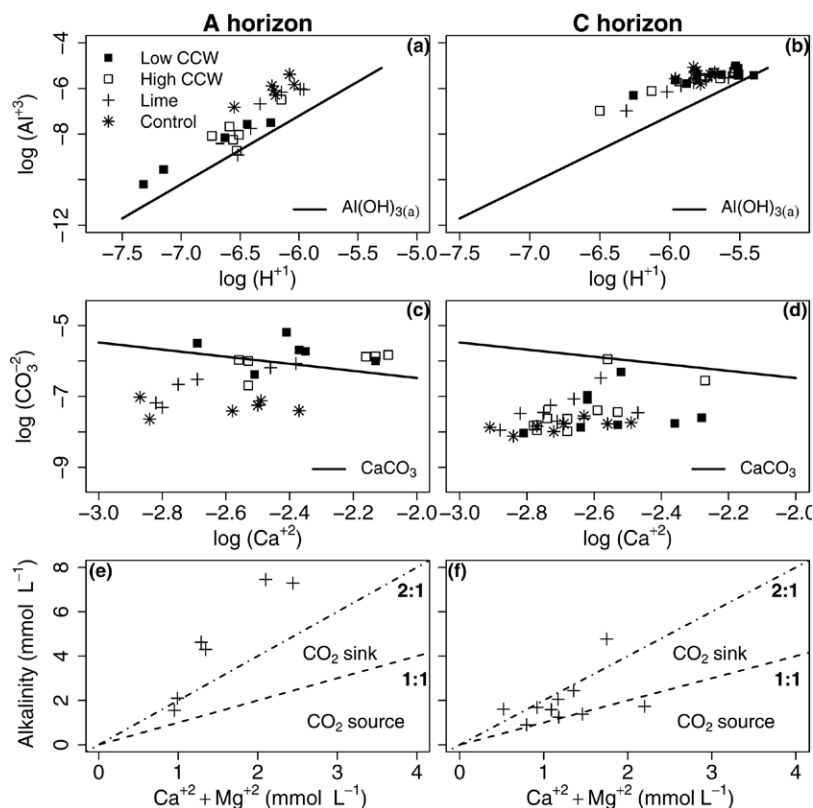 A horizon
C horizon
(a)
Low CCW
High CCW
Lime
Control
Al(OH)3(a)
log (Al+3)
−4
−6
−8
−12
−7.5 −7.0 −6.5 −6.0 −5.5 −5.0
log (H+1)
(b)
Al(OH)3(a)
−7.5 −6.5 −6.0 −5.5
log (H+1)
(c)
CaCO3
log (CO3−2)
−5
−7
−9
−3.0 −2.8 −2.6 −2.4 −2.2 −2.0
log (Ca+2)
(d)
CaCO3
−3.0 −2.8 −2.6 −2.4 −2.2 −2.0
log (Ca+2)
(e)
2:1
CO2 sink
1:1
CO2 source
Alkalinity (mmol L−1)
8
6
4
2
0
0 1 2 3 4
Ca+2 + Mg+2 (mmol L−1)
(f)
2:1
CO2 sink
1:1
CO2 source
0 1 2 3 4
Ca+2 + Mg+2 (mmol L−1)